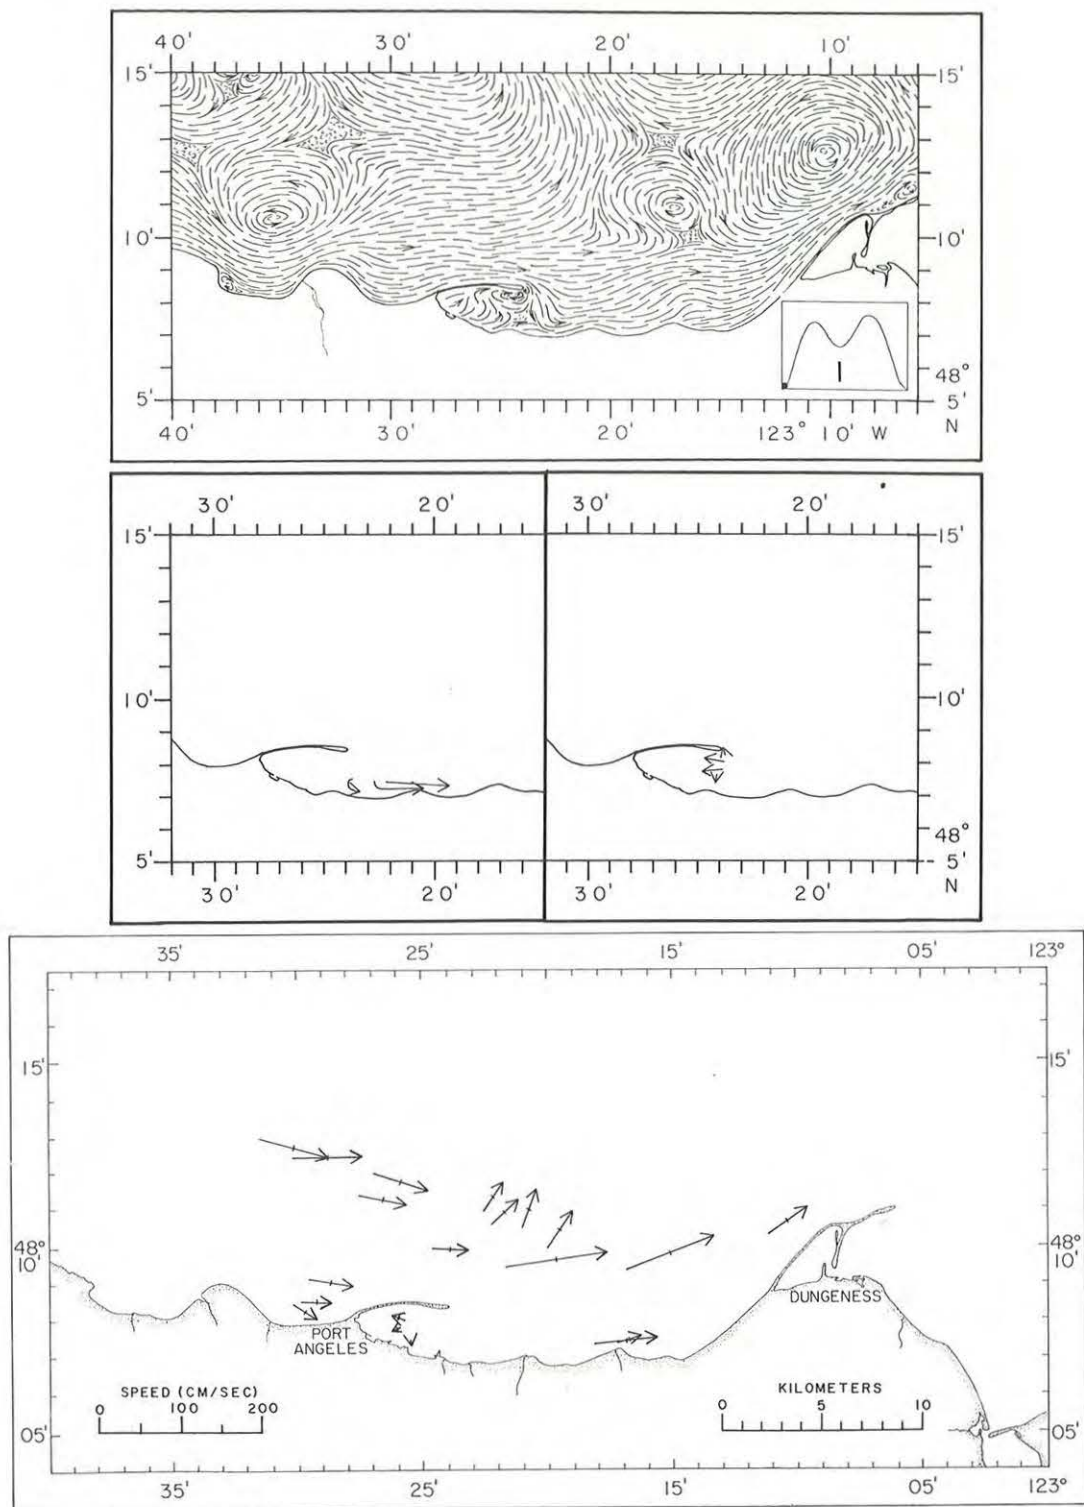 40' 30' 20' 10'
15' 15'
10' 10'
48°
5' 5'
40' 30' 20' 123° 10' W N
30' 20' 30' 20'
15' 15'
10' 10'
48°
5' 5'
30' 20' 30' 20' N
35' 25' 15' 05' 123°
15' 15'
48° 48°
10' 10'
DUNGENESS
PORT
ANGELES
SPEED (CM/SEC) KILOMETERS
0 100 200 0 5 10
05' 05'
35' 25' 15' 05' 123°